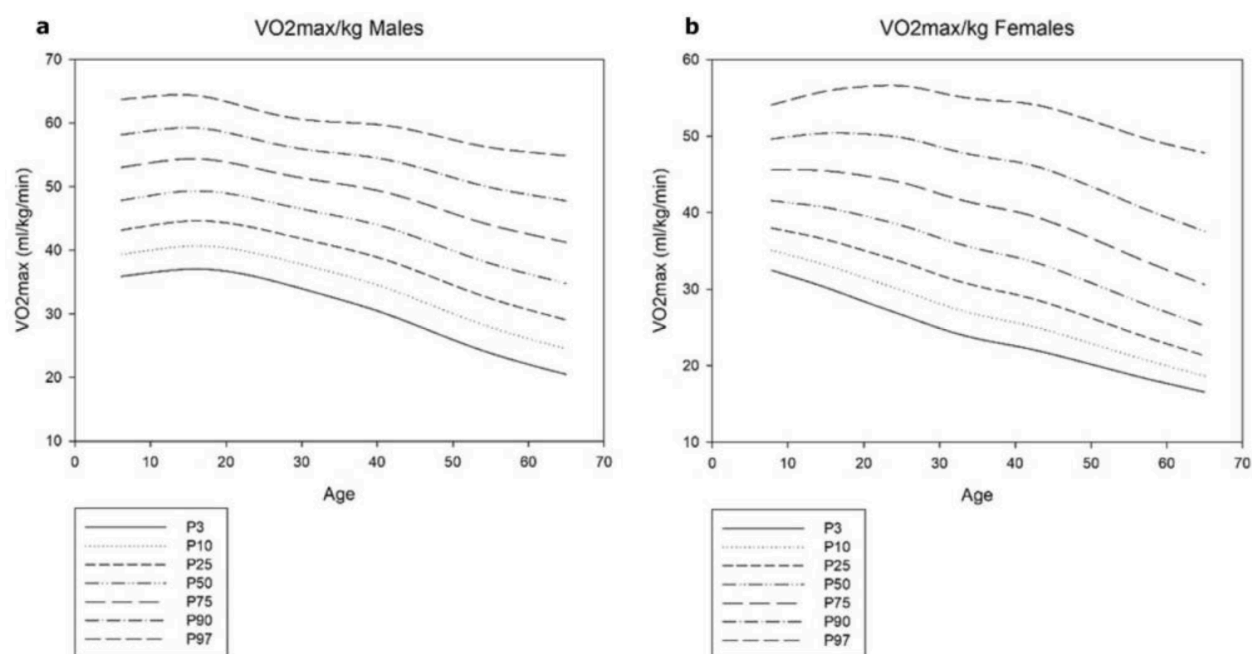 a
VO2max/kg Males
VO2max (ml/kg/min)
70
60
50
40
30
20
10
0 10 20 30 40 50 60 70
Age
P3
P10
P25
P50
P75
P90
P97
b
VO2max/kg Females
VO2max (ml/kg/min)
60
50
40
30
20
10
0 10 20 30 40 50 60 70
Age
P3
P10
P25
P50
P75
P90
P97